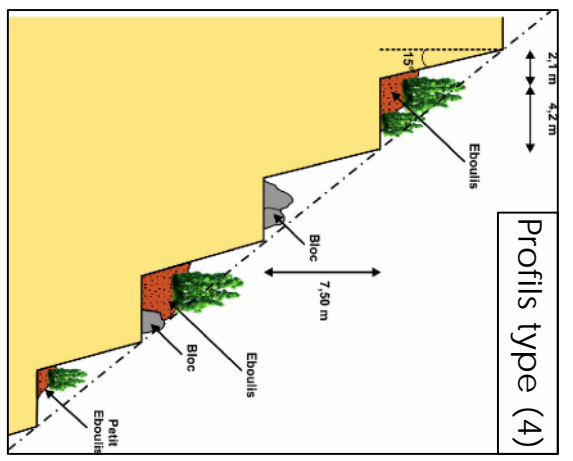 Profils type (4)
2,1 m
4,2 m
15°
Eboulis
Bloc
7,50 m
Eboulis
Bloc
Petit
Eboulis